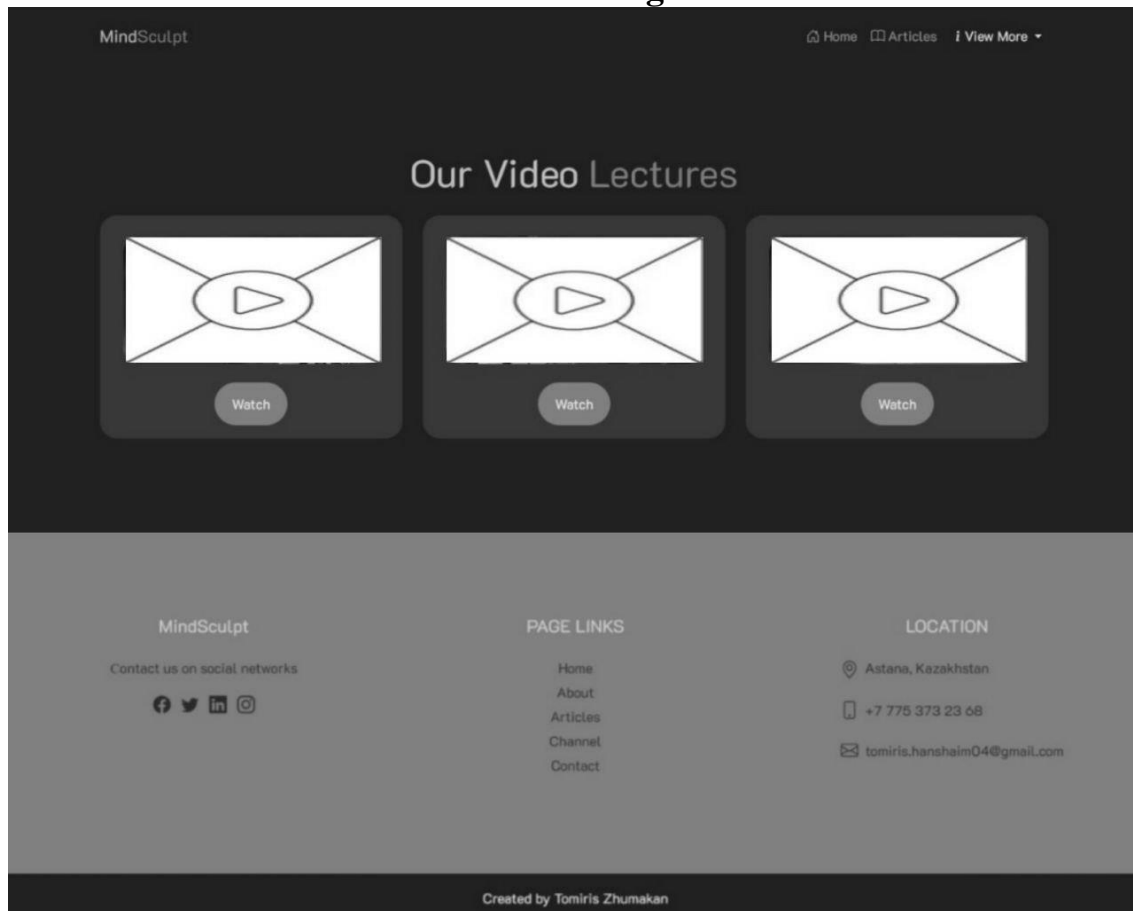 g
MindSculpt
Home Articles i View More
Our Video Lectures
Watch
Watch
Watch
MindSculpt
Contact us on social networks
PAGE LINKS
Home
About
Articles
Channel
Contact
LOCATION
Astana, Kazakhstan
+7 775 373 23 68
tomiris.hanshaim04@gmail.com
Created by Tomiris Zhumakan